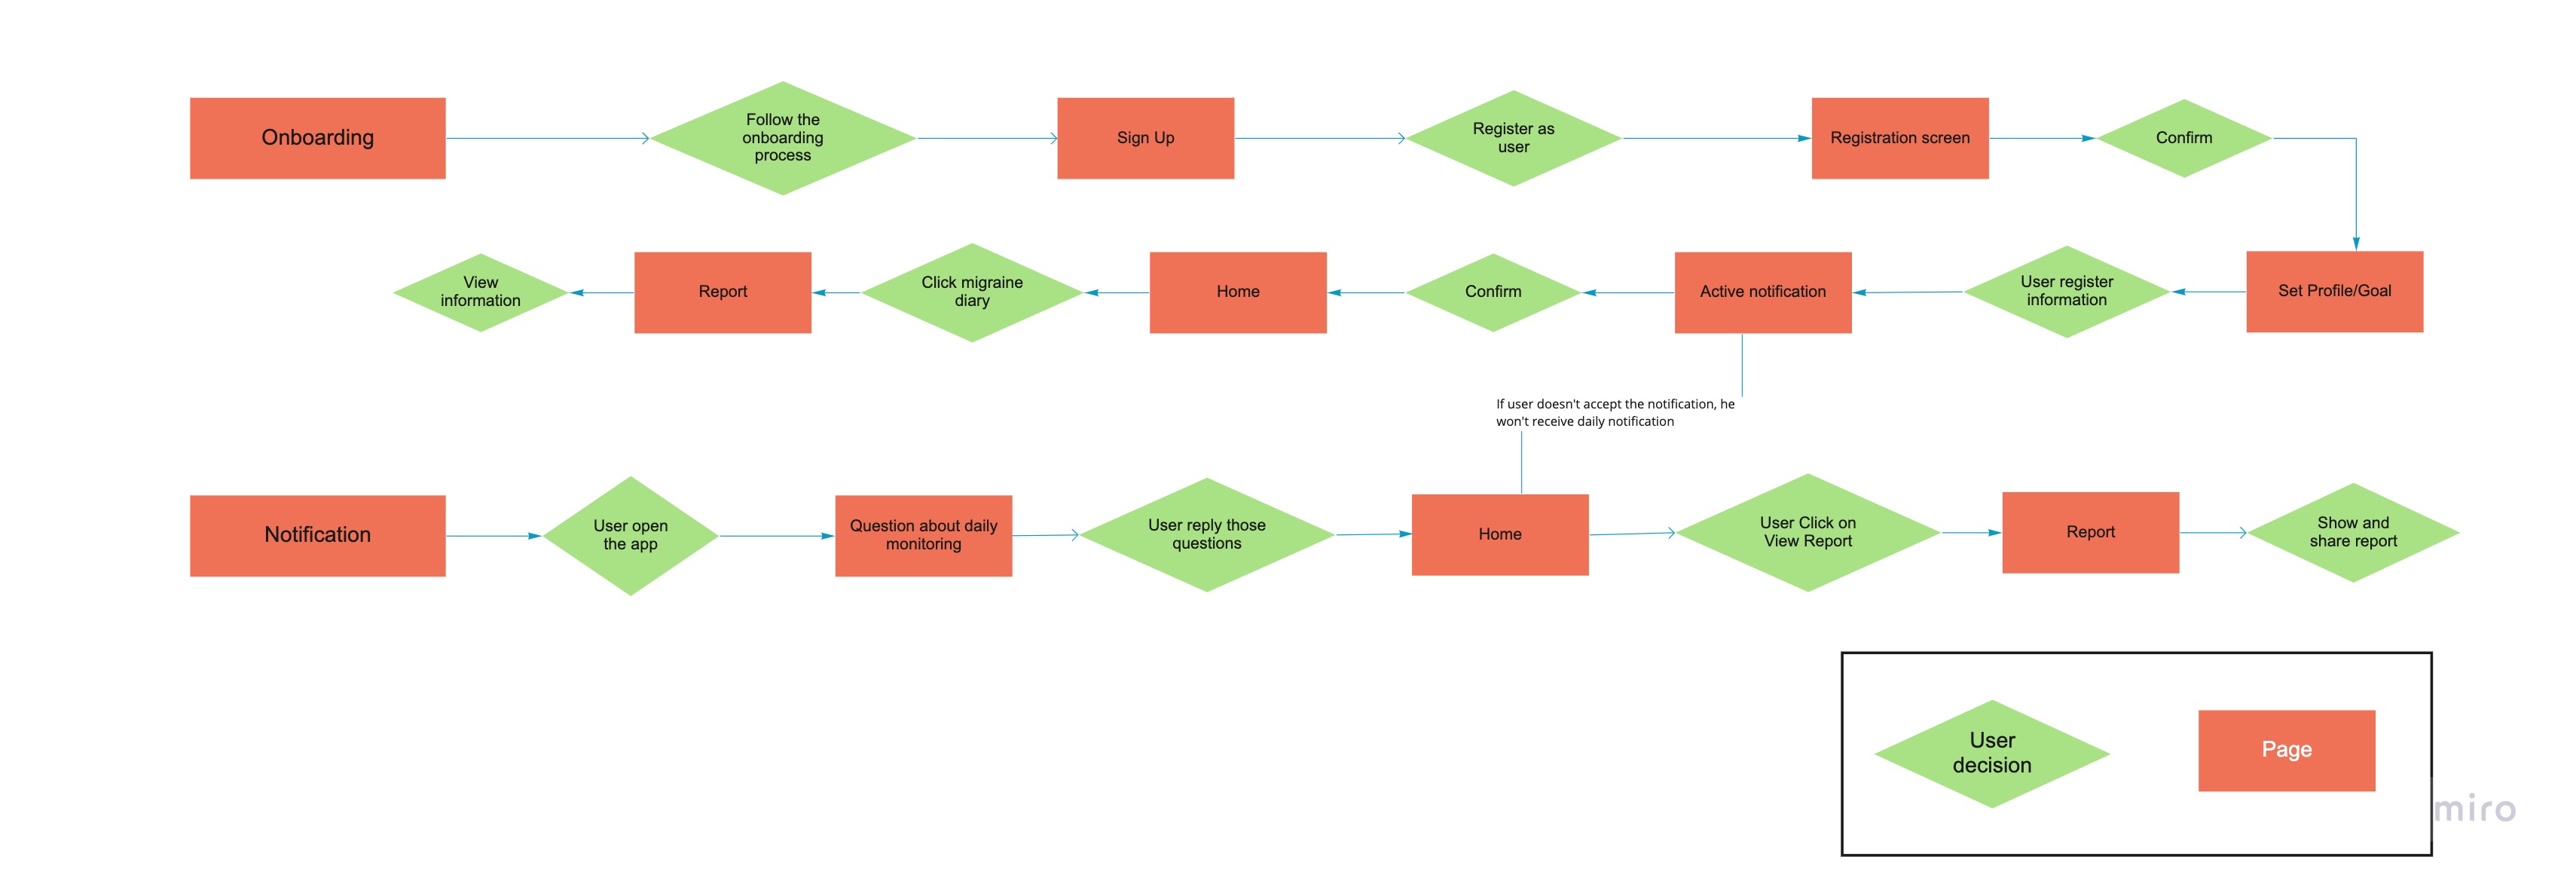 Onboarding
Follow the
onboarding
process
Sign Up
Register as
user
Registration screen
Confirm
View
information
Report
Click migraine
diary
Home
Confirm
Active notification
User register
information
Set Profile/Goal
If user doesn't accept the notification, he
won't receive daily notification
Notification
User open
the app
Question about daily
monitoring
User reply those
questions
Home
User Click on
View Report
Report
Show and
share report
User
decision
Page
miro